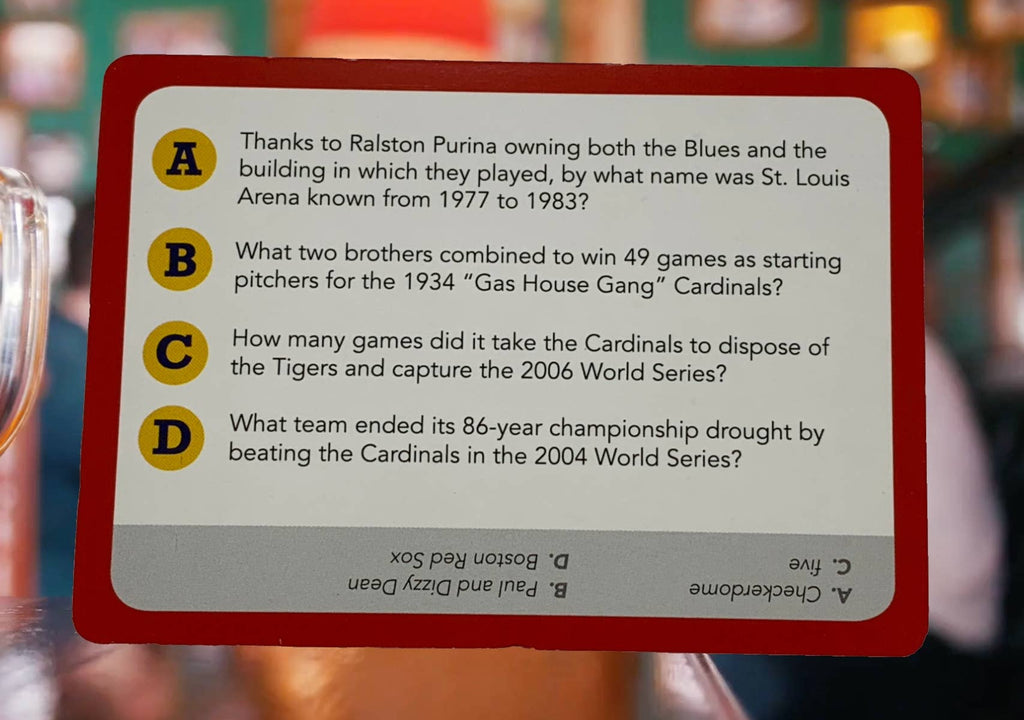 A
Thanks to Ralston Purina owning both the Blues and the
building in which they played, by what name was St. Louis
Arena known from 1977 to 1983?
B
What two brothers combined to win 49 games as starting
pitchers for the 1934 “Gas House Gang” Cardinals?
C
How many games did it take the Cardinals to dispose of
the Tigers and capture the 2006 World Series?
D
What team ended its 86-year championship drought by
beating the Cardinals in the 2004 World Series?
A. Checkerdome
B. Paul and Dizzy Dean
C. five
D. Boston Red Sox